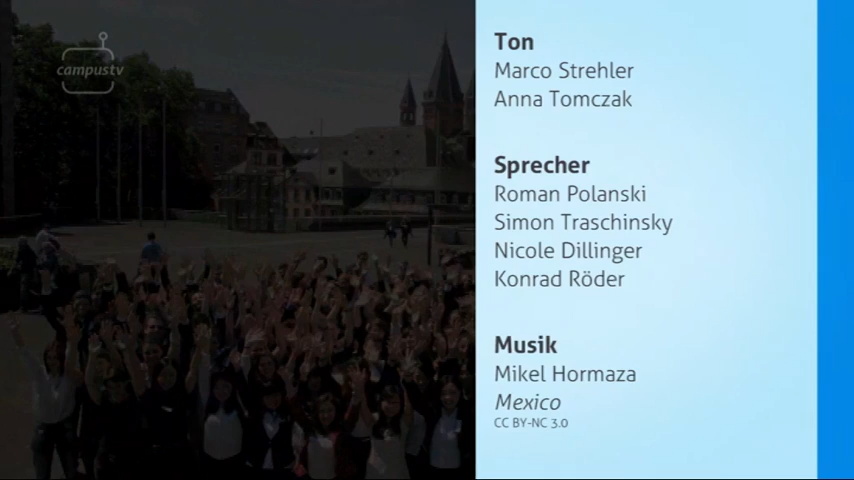 campustv
Ton
Marco Strehler
Anna Tomczak
Sprecher
Roman Polanski
Simon Traschinsky
Nicole Dillinger
Konrad Röder
Musik
Mikel Hormaza
Mexico
CC BY-NC 3.0